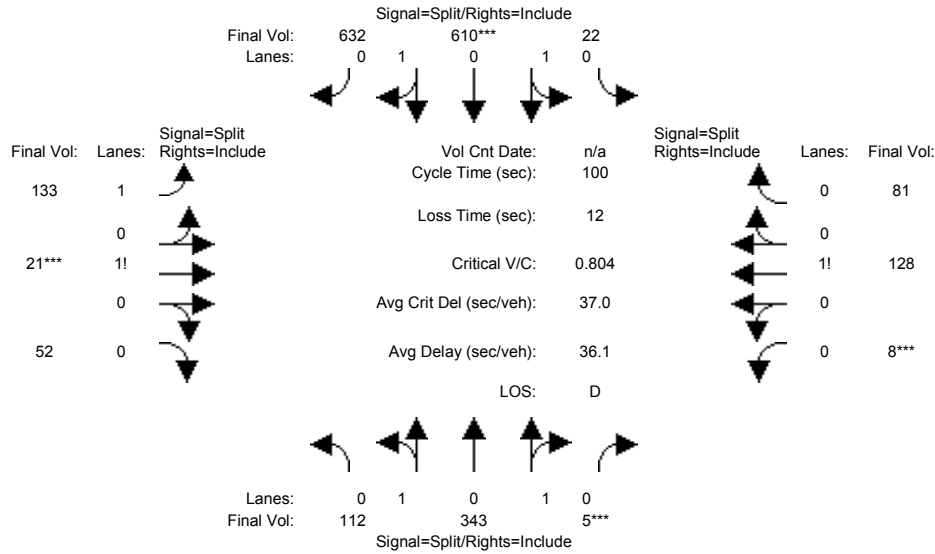 Signal=Split/Rights=Include
Final Vol: 632 610*** 22
Lanes: 0 1 0 1 0
Signal=Split
Final Vol: Lanes: Rights=Include
Vol Cnt Date: n/a
Signal=Split
Rights=Include Lanes: Final Vol:
Cycle Time (sec): 100
133 1
0 81
Loss Time (sec): 12
0
0
21*** 1!
Critical V/C: 0.804
1! 128
0
Avg Crit Del (sec/veh): 37.0
0
52 0
Avg Delay (sec/veh): 36.1
0 8***
LOS: D
Lanes: 0 1 0 1 0
Final Vol: 112 343 5***
Signal=Split/Rights=Include